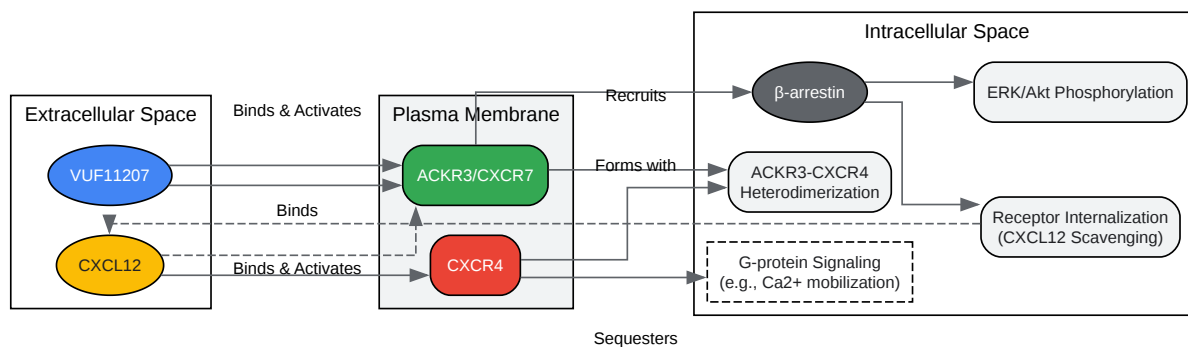 Intracellular Space
Extracellular Space
Binds & Activates
Plasma Membrane
Recruits
β-arrestin
ERK/Akt Phosphorylation
VUF11207
ACKR3/CXCR7
Forms with
ACKR3-CXCR4
Heterodimerization
Binds
Receptor Internalization
(CXCL12 Scavenging)
CXCL12
Binds & Activates
CXCR4
G-protein Signaling
(e.g., Ca2+ mobilization)
Sequesters